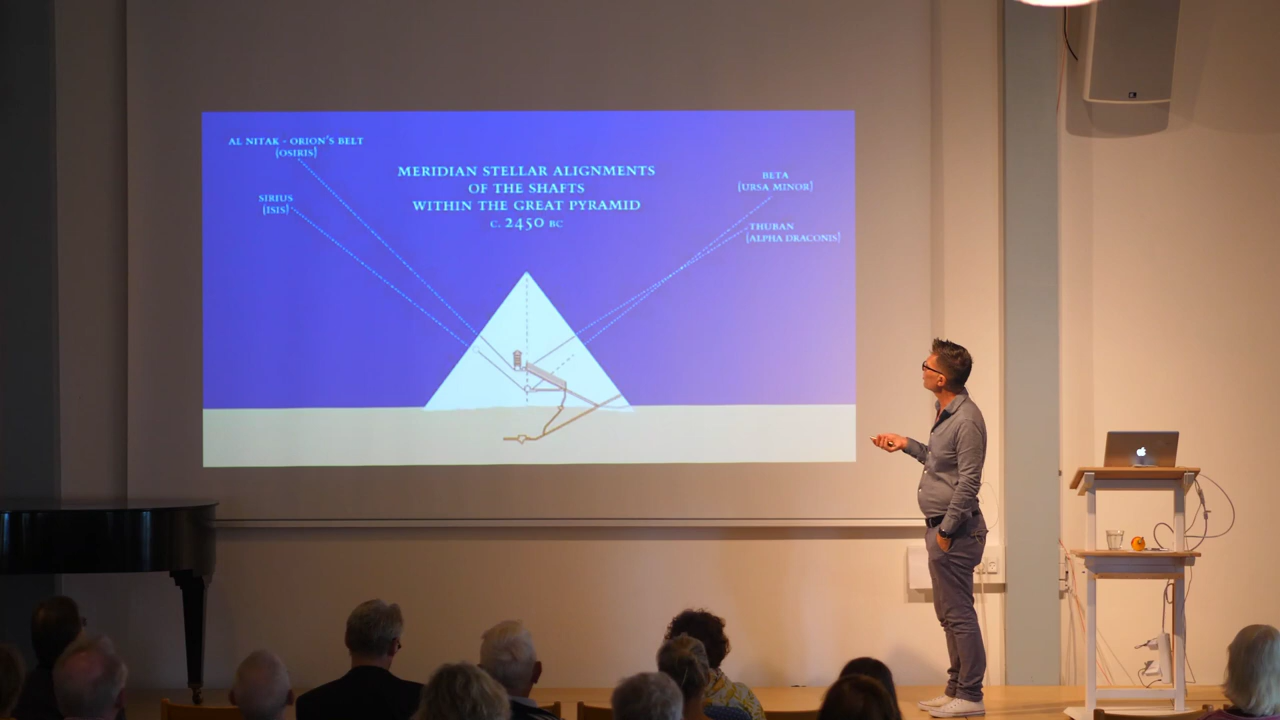 AL NITAK - ORION'S BELT
(OSIRIS)
SIRIUS
(ISIS)
MERIDIAN STELLAR ALIGNMENTS
OF THE SHAFTS
WITHIN THE GREAT PYRAMID
C. 2450 BC
BETA
(URSA MINOR)
THUBAN
(ALPHA DRACONIS)